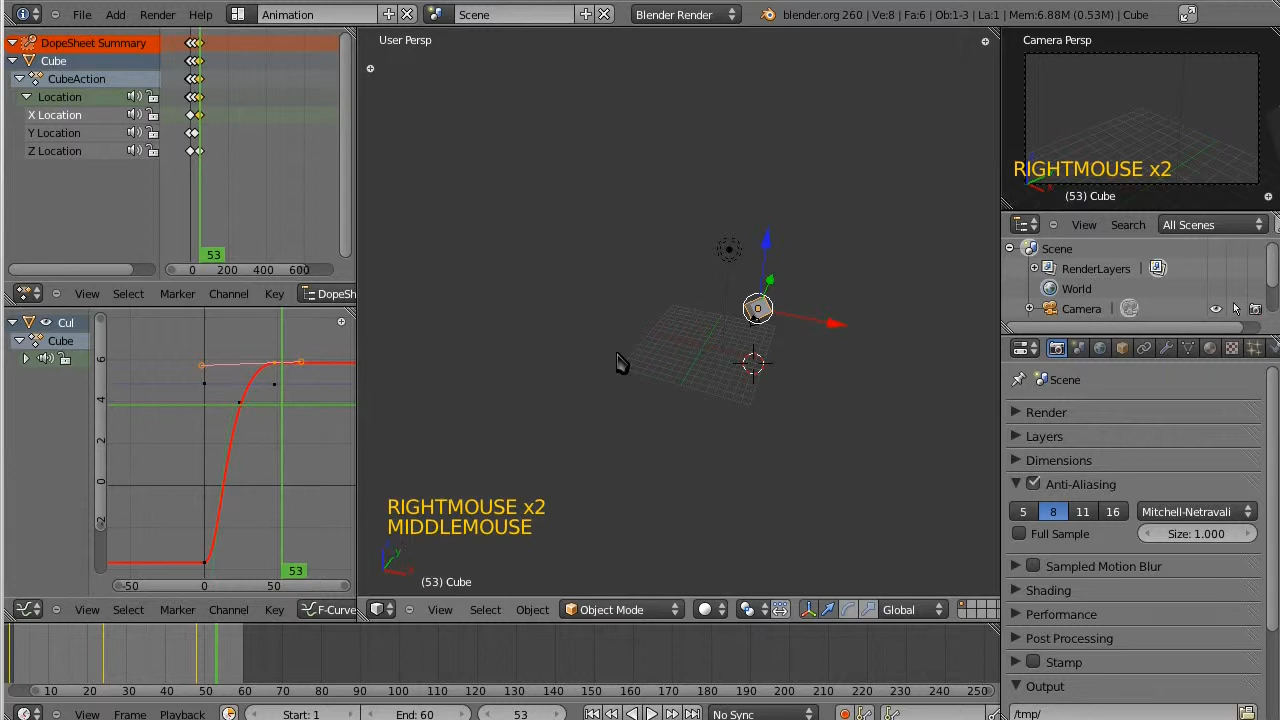 File Add Render Help Animation Scene Blender Render blender.org 260 | Ve:8 | Fa:6 | Ob:1-3 | La:1 | Mem:6.88M (0.53M) | Cube
DopeSheet Summary
Cube
CubeAction
Location
X Location
Y Location
Z Location
53
0 200 400 600
View Select Marker Channel Key DopeSh
Cul
Cube
6
4
2
0
-2
53
-50 0 50
View Select Marker Channel Key F-Curve
User Persp
RIGHTMOUSE x2
MIDDLEMOUSE
y
(53) Cube
View Select Object Object Mode Global
Camera Persp
RIGHTMOUSE x2
(53) Cube
View Search All Scenes
Scene
RenderLayers
World
Camera
Scene
Render
Layers
Dimensions
Anti-Aliasing
5 8 11 16 Mitchell-Netravali
Full Sample Size: 1.000
Sampled Motion Blur
Shading
Performance
Post Processing
Stamp
Output
/tmp/
10 20 30 40 50 60 70 80 90 100 110 120 130 140 150 160 170 180 190 200 210 220 230 240 250
View Frame Playback Start: 1 End: 60 53 No Sync